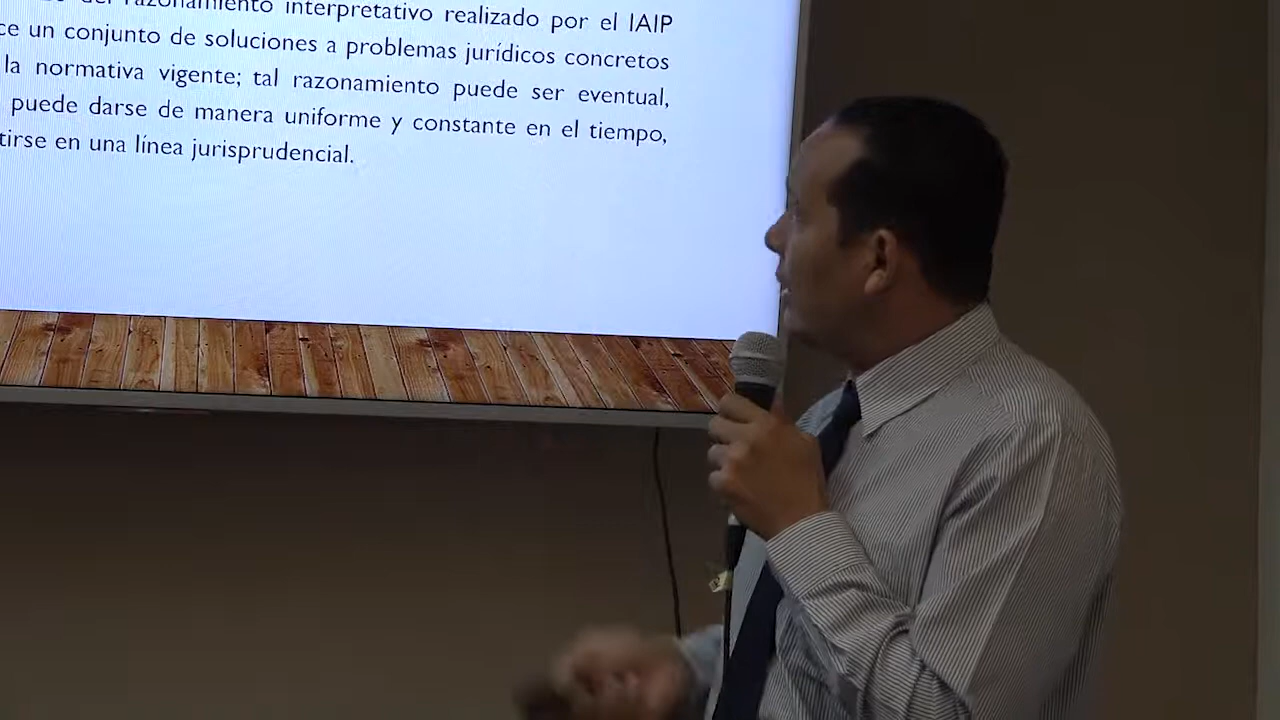 razonamiento interpretativo realizado por el IAIP
ce un conjunto de soluciones a problemas jurídicos concretos
la normativa vigente; tal razonamiento puede ser eventual,
puede darse de manera uniforme y constante en el tiempo,
tirse en una línea jurisprudencial.